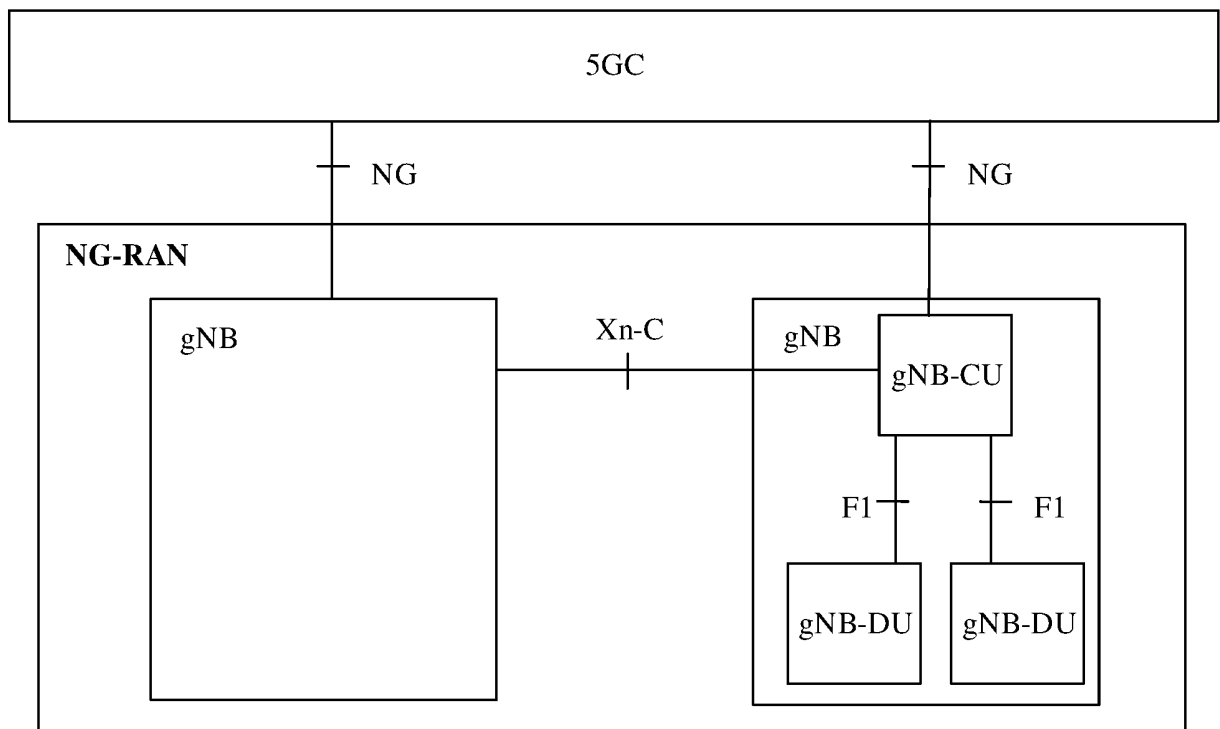 5GC
NG
NG
NG-RAN
gNB
Xn-C
gNB
gNB-CU
F1
F1
gNB-DU
gNB-DU